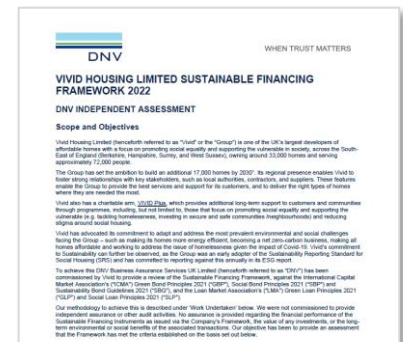 DNV
WHEN TRUST MATTERS
VIVID HOUSING LIMITED SUSTAINABLE FINANCING
FRAMEWORK 2022
DNV INDEPENDENT ASSESSMENT
Scope and Objectives
Vivid Housing Limited (henceforth referred to as "Vivid" or the "Group") is one of the UK's largest developers of
affordable homes with a focus on promoting social equality and supporting the vulnerable in society, across the South-
East of England (Berkshire, Hampshire, Surrey, and West Sussex), owning around 33,000 homes and serving
approximately 72,000 people.
The Group has set the ambition to build an additional 17,000 homes by 2030". Its regional presence enables Vivid to
foster strong relationships with key stakeholders, such as local authorities, contractors, and suppliers. These features
enable the Group to provide the best services and support for its customers, and to deliver the right types of homes
where they are needed the most.
Vivid also has a charitable arm, VIVID Plus, which provides additional long-term support to customers and communities
through programmes, including, but not limited to, those that focus on promoting social equality and supporting the
vulnerable (e.g. tackling homelessness, investing in secure and safe communities /neighbourhoods) and reducing
stigma around social housing.
Vivid has advocated its commitment to adapt and address the most prevalent environmental and social challenges
facing the Group – such as making its homes more energy efficient, becoming a net zero-carbon business, making all
homes affordable and working to address the issue of homelessness given the impact of Covid-19. Vivid's commitment
to Sustainability can further be observed, as the Group was an early adopter of the Sustainability Reporting Standard for
Social Housing (SRS) and has committed to reporting against this annually in its ESG report.
To achieve this DNV Business Assurance Services UK Limited (henceforth referred to as "DNV") has been
commissioned by Vivid to provide a review of the Sustainable Financing Framework, against the International Capital
Market Association's ("ICMA") Green Bond Principles 2021 ("GBP"), Social Bond Principles 2021 ("SBP") and
Sustainability Bond Guidelines 2021 ("SBG"), and the Loan Market Association's ("LMA") Green Loan Principles 2021
("GLP") and Social Loan Principles 2021 ("SLP").
Our methodology to achieve this is described under 'Work Undertaken' below. We were not commissioned to provide
independent assurance or other audit activities. No assurance is provided regarding the financial performance of the
Sustainable Financing Instruments as issued via the Company's Framework, the value of any investments, or the long-
term environmental or social benefits of the associated transactions. Our objective has been to provide an assessment
that the Framework has met the criteria established on the basis set out below.